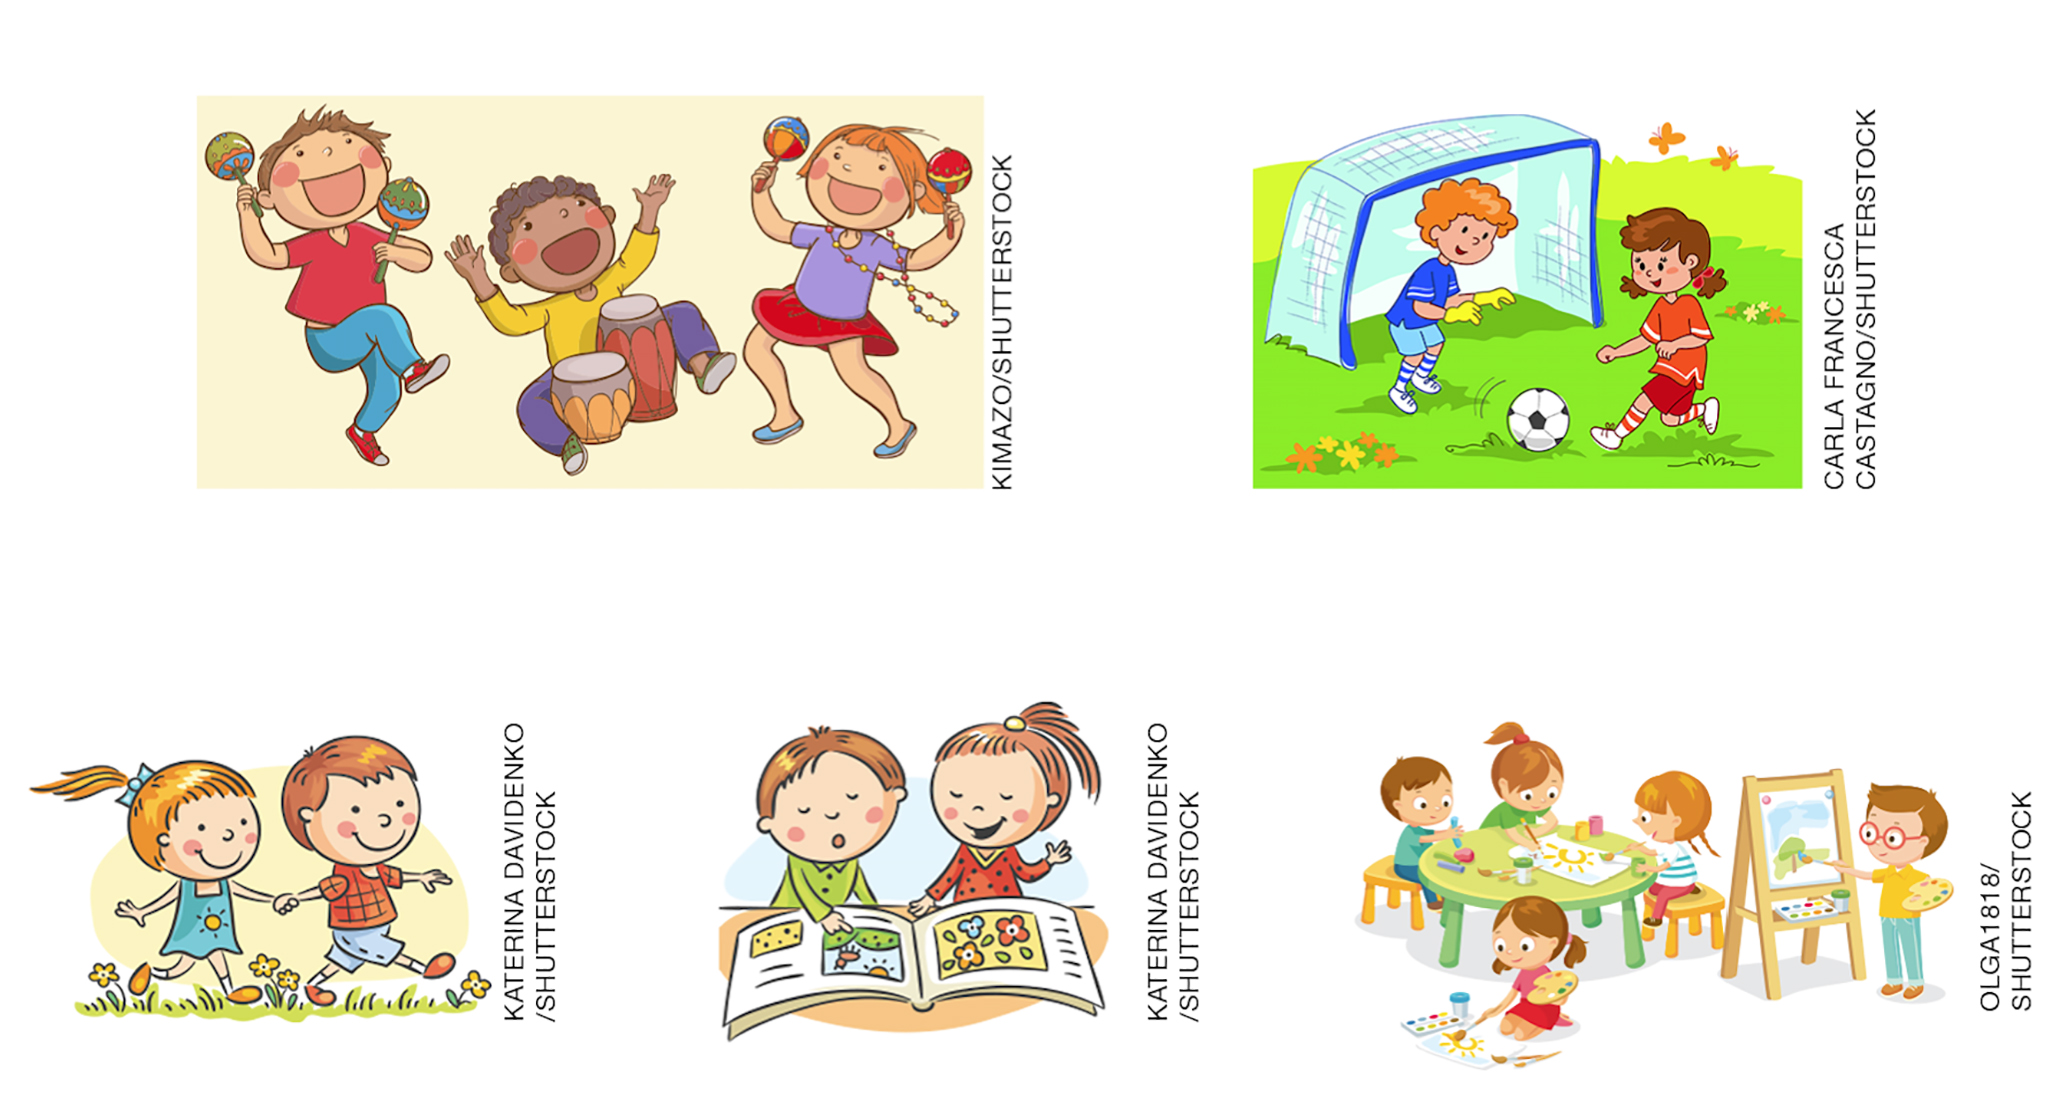 KIMAZO/SHUTTERSTOCK
CARLA FRANCESCA
CASTAGNO/SHUTTERSTOCK
KATERINA DAVIDENKO
/SHUTTERSTOCK
KATERINA DAVIDENKO
/SHUTTERSTOCK
OLGA1818/
SHUTTERSTOCK